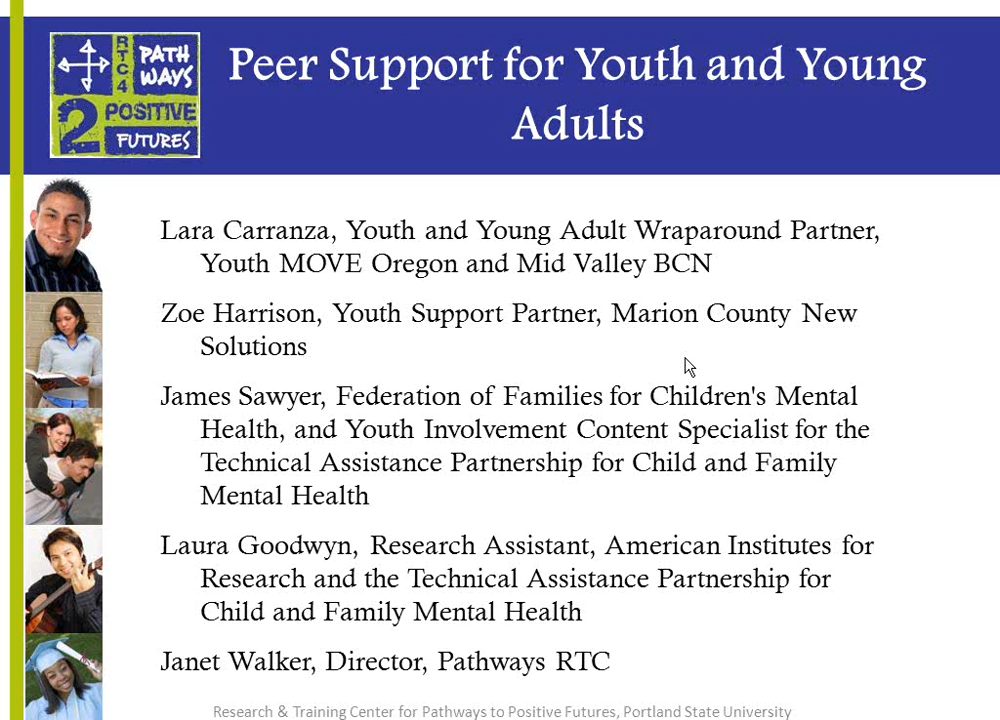 RTC4
PATH
WAYS
2 POSITIVE
FUTURES
Peer Support for Youth and Young
Adults
Lara Carranza, Youth and Young Adult Wraparound Partner,
Youth MOVE Oregon and Mid Valley BCN
Zoe Harrison, Youth Support Partner, Marion County New
Solutions
James Sawyer, Federation of Families for Children's Mental
Health, and Youth Involvement Content Specialist for the
Technical Assistance Partnership for Child and Family
Mental Health
Laura Goodwyn, Research Assistant, American Institutes for
Research and the Technical Assistance Partnership for
Child and Family Mental Health
Janet Walker, Director, Pathways RTC
Research & Training Center for Pathways to Positive Futures, Portland State University